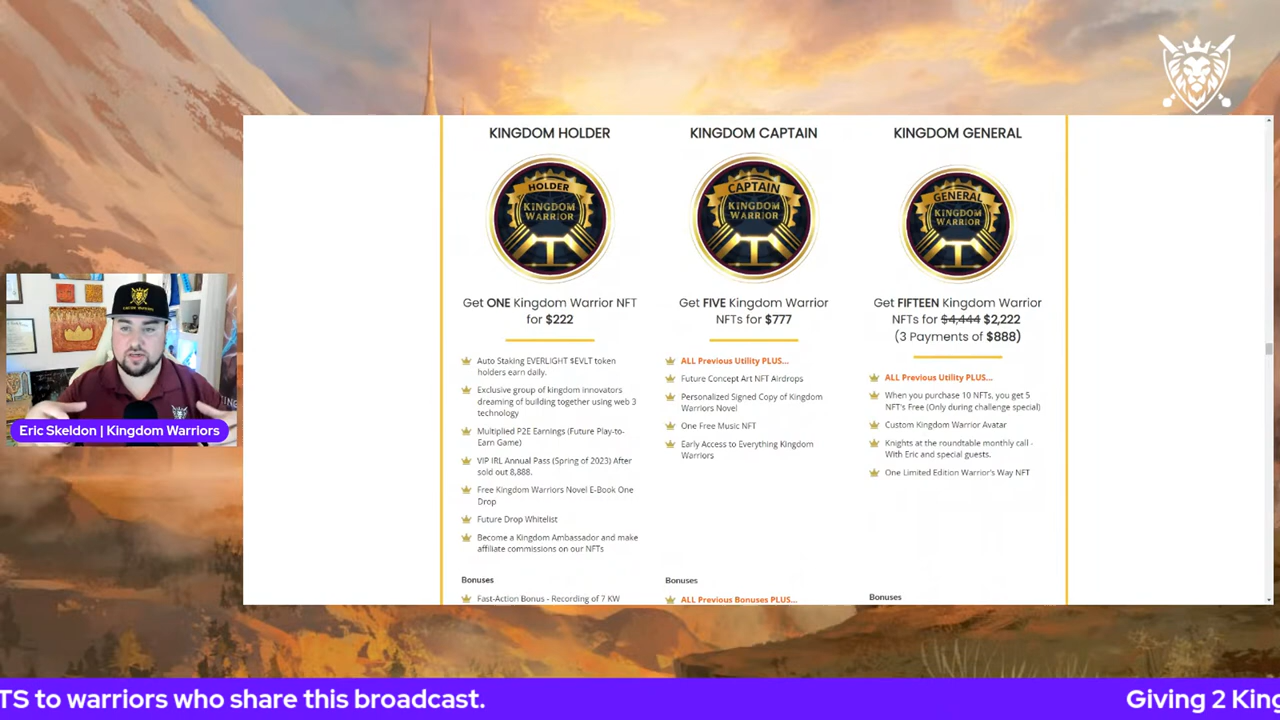 KINGDOM HOLDER
HOLDER
KINGDOM
WARRIOR
Get ONE Kingdom Warrior NFT
for $222
Auto Staking EVERLIGHT $EVLT token
holders earn daily.
Exclusive group of kingdom innovators
dreaming of building together using web 3
technology
Multiplied P2E Earnings (Future Play-to-
Earn Game)
VIP IRL Annual Pass (Spring of 2023) After
sold out 8,888.
Free Kingdom Warriors Novel E-Book One
Drop
Future Drop Whitelist
Become a Kingdom Ambassador and make
affiliate commissions on our NFTs
Bonuses
Fast-Action Bonus - Recording of 7 KW
KINGDOM CAPTAIN
CAPTAIN
KINGDOM
WARRIOR
Get FIVE Kingdom Warrior
NFTs for $777
ALL Previous Utility PLUS...
Future Concept Art NFT Airdrops
Personalized Signed Copy of Kingdom
Warriors Novel
One Free Music NFT
Early Access to Everything Kingdom
Warriors
Bonuses
ALL Previous Bonuses PLUS...
KINGDOM GENERAL
GENERAL
KINGDOM
WARRIOR
Get FIFTEEN Kingdom Warrior
NFTs for $4,444 $2,222
(3 Payments of $888)
ALL Previous Utility PLUS...
When you purchase 10 NFTs, you get 5
NFT's Free (Only during challenge special)
Custom Kingdom Warrior Avatar
Knights at the roundtable monthly call -
With Eric and special guests.
One Limited Edition Warrior's Way NFT
Bonuses
Eric Skeldon | Kingdom Warriors
TS to warriors who share this broadcast.
Giving 2 King